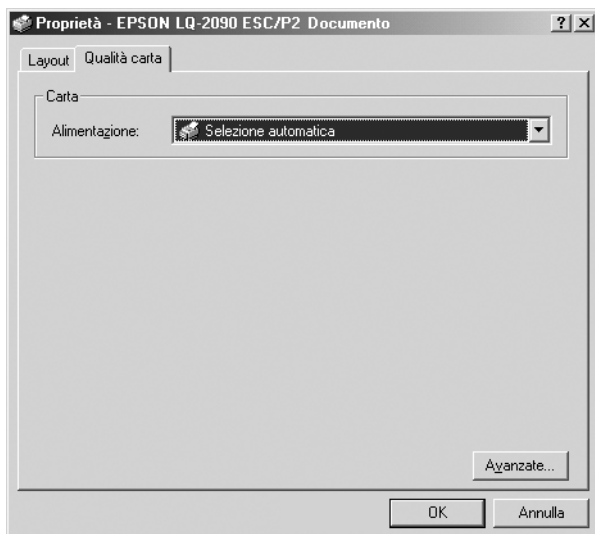 Proprietà - EPSON LQ-2090 ESC/P2 Documento
Layout Qualità carta
Carta
Alimentazione: Selezione automatica
Avanzate...
OK Annulla